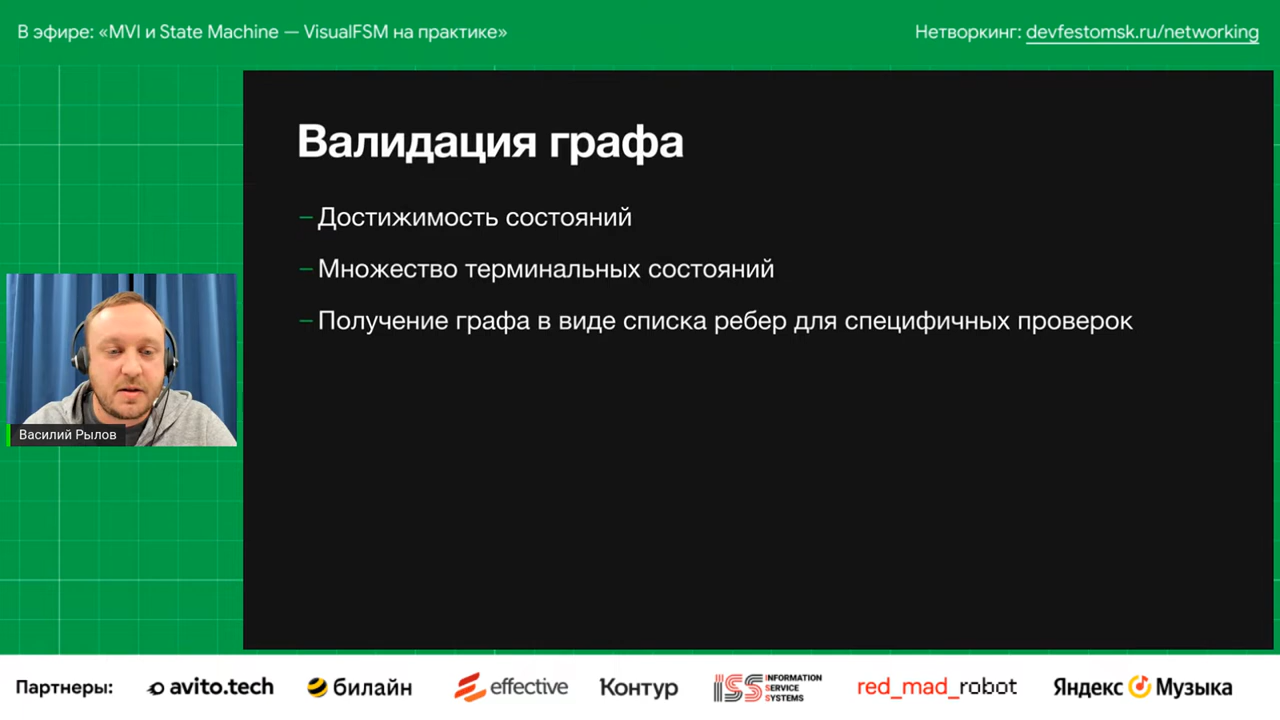 В эфире: «MVI и State Machine — VisualFSM на практике»
Нетворкинг: devfestomsk.ru/networking
Валидация графа
– Достижимость состояний
– Множество терминальных состояний
– Получение графа в виде списка ребер для специфичных проверок
Василий Рылов
Партнеры: avito.tech билайн effective Контур ISS INFORMATION SERVICE SYSTEMS red_mad_robot Яндекс Музыка